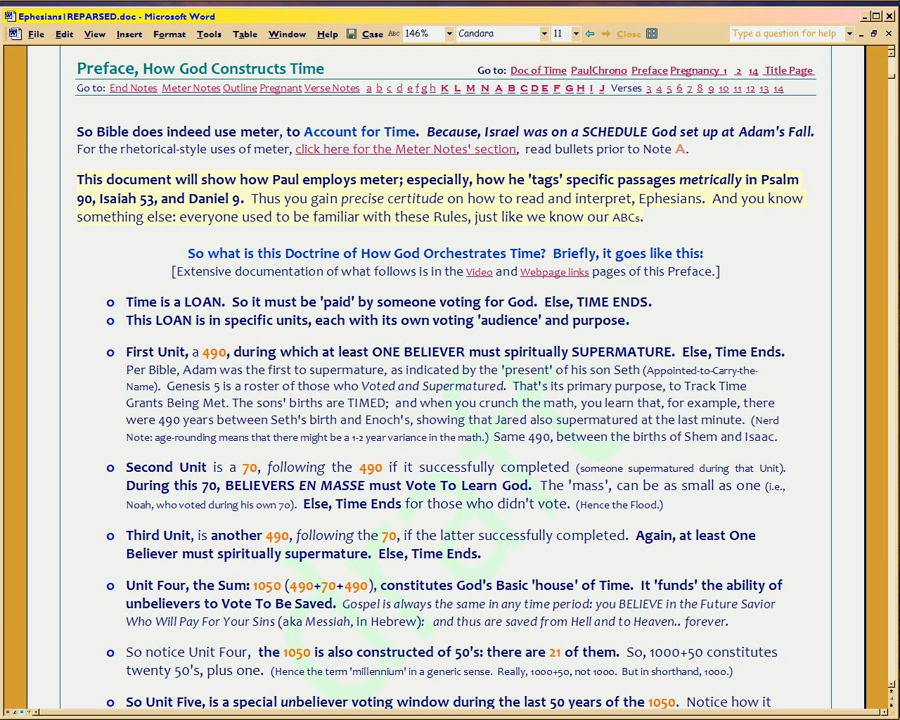 Ephesians1REPARSED.doc - Microsoft Word
File Edit View Insert Format Tools Table Window Help Case ABC 146% Candara 11 Close Type a question for help
Preface, How God Constructs Time Go to: Doc of Time PaulChrono Preface Pregnancy 1 2 14 Title Page
Go to: End Notes Meter Notes Outline Pregnant Verse Notes a b c d e f g h K L M N A B C D E F G H I J Verses 3 4 5 6 7 8 9 10 11 12 13 14
So Bible does indeed use meter, to Account for Time. Because, Israel was on a SCHEDULE God set up at Adam's Fall.
For the rhetorical-style uses of meter, click here for the Meter Notes' section, read bullets prior to Note A.
This document will show how Paul employs meter; especially, how he 'tags' specific passages metrically in Psalm
90, Isaiah 53, and Daniel 9. Thus you gain precise certitude on how to read and interpret, Ephesians. And you know
something else: everyone used to be familiar with these Rules, just like we know our ABCs.
So what is this Doctrine of How God Orchestrates Time? Briefly, it goes like this:
[Extensive documentation of what follows is in the Video and Webpage links pages of this Preface.]
o Time is a LOAN. So it must be 'paid' by someone voting for God. Else, TIME ENDS.
o This LOAN is in specific units, each with its own voting 'audience' and purpose.
o First Unit, a 490, during which at least ONE BELIEVER must spiritually SUPERMATURE. Else, Time Ends.
Per Bible, Adam was the first to supermature, as indicated by the 'present' of his son Seth (Appointed-to-Carry-the-
Name). Genesis 5 is a roster of those who Voted and Supermatured. That's its primary purpose, to Track Time
Grants Being Met. The sons' births are TIMED; and when you crunch the math, you learn that, for example, there
were 490 years between Seth's birth and Enoch's, showing that Jared also supermatured at the last minute. (Nerd
Note: age-rounding means that there might be a 1-2 year variance in the math.) Same 490, between the births of Shem and Isaac.
o Second Unit is a 70, following the 490 if it successfully completed (someone supermatured during that Unit).
During this 70, BELIEVERS EN MASSE must Vote To Learn God. The 'mass', can be as small as one (i.e.,
Noah, who voted during his own 70). Else, Time Ends for those who didn't vote. (Hence the Flood.)
o Third Unit, is another 490, following the 70, if the latter successfully completed. Again, at least One
Believer must spiritually supermature. Else, Time Ends.
o Unit Four, the Sum: 1050 (490+70+490), constitutes God's Basic 'house' of Time. It 'funds' the ability of
unbelievers to Vote To Be Saved. Gospel is always the same in any time period: you BELIEVE in the Future Savior
Who Will Pay For Your Sins (aka Messiah, in Hebrew): and thus are saved from Hell and to Heaven.. forever.
o So notice Unit Four, the 1050 is also constructed of 50's: there are 21 of them. So, 1000+50 constitutes
twenty 50's, plus one. (Hence the term 'millennium' in a generic sense. Really, 1000+50, not 1000. But in shorthand, 1000.)
o So Unit Five, is a special unbeliever voting window during the last 50 years of the 1050. Notice how it